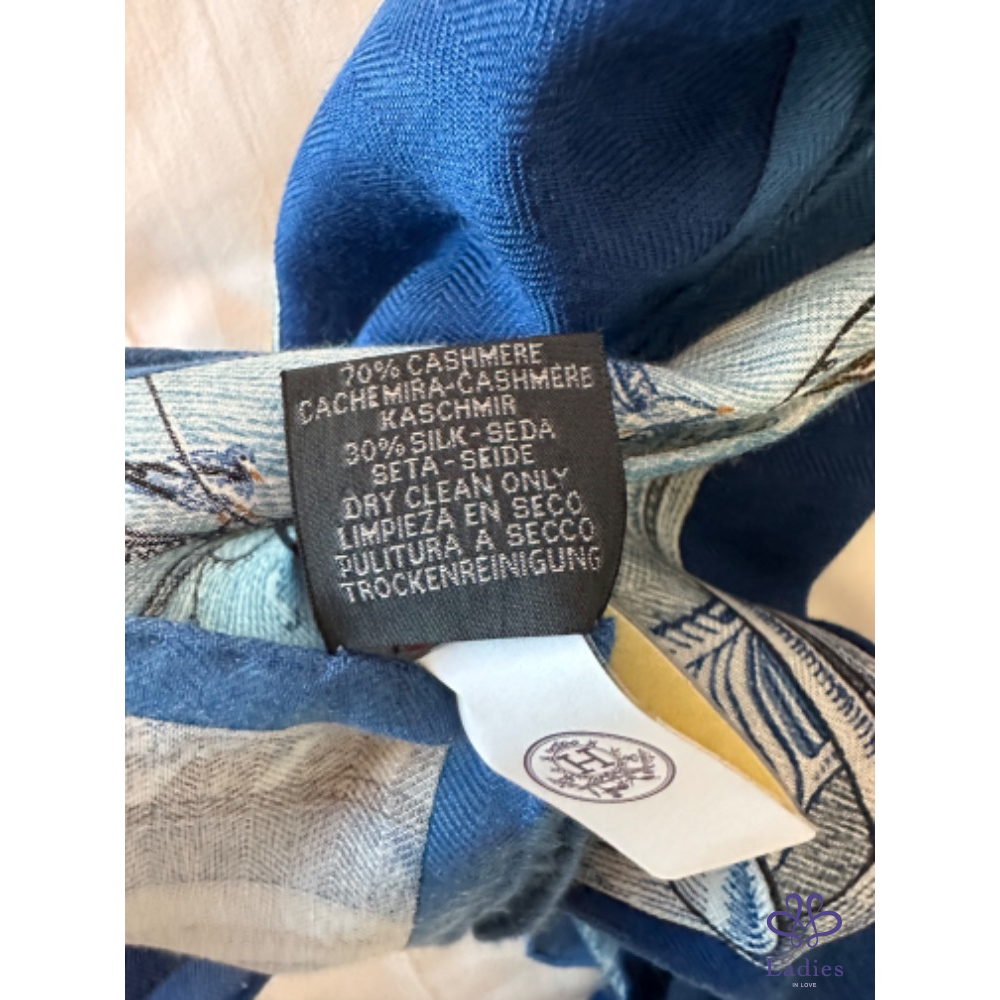 70% CASHMERE
CACHEMIRA-CASHMERE
KASCHMIR
30% SILK-SEDA
SETA-SEIDE
DRY CLEAN ONLY
LIMPIEZA EN SECO
PULITURA A SECCO
TROCKENREINIGUNG
H
Ladies
IN LOVE